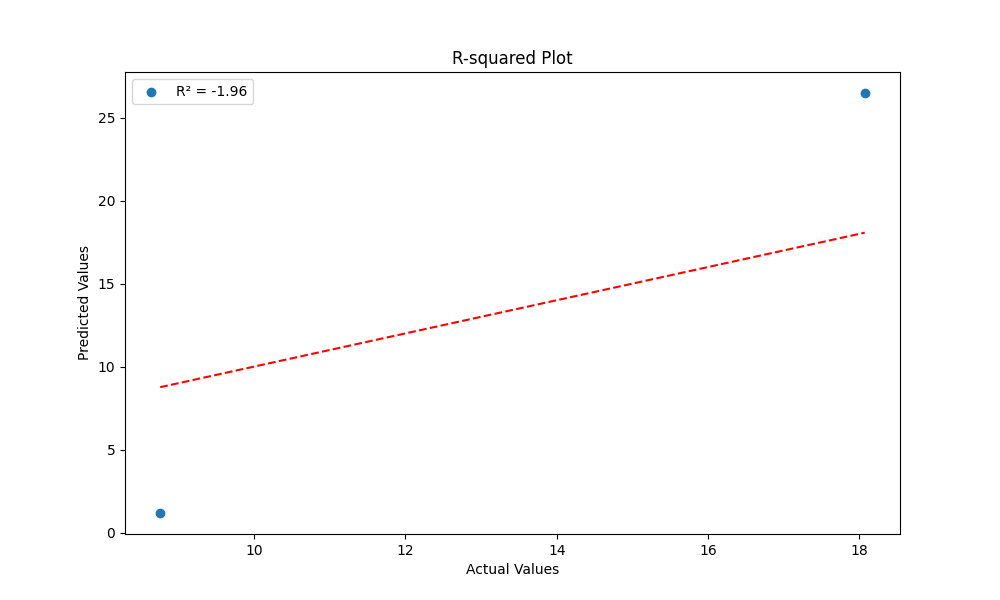 R-squared Plot
R² = -1.96
Predicted Values
25
20
15
10
5
0
10 12 14 16 18
Actual Values